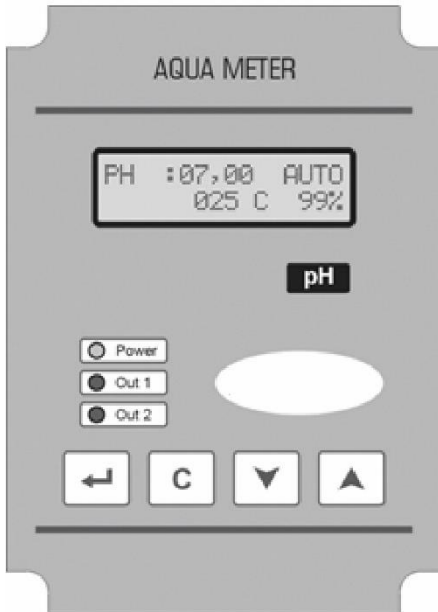 AQUA METER
PH :07,00 AUTO
025 C 99%
pH
Power
Out 1
Out 2
C